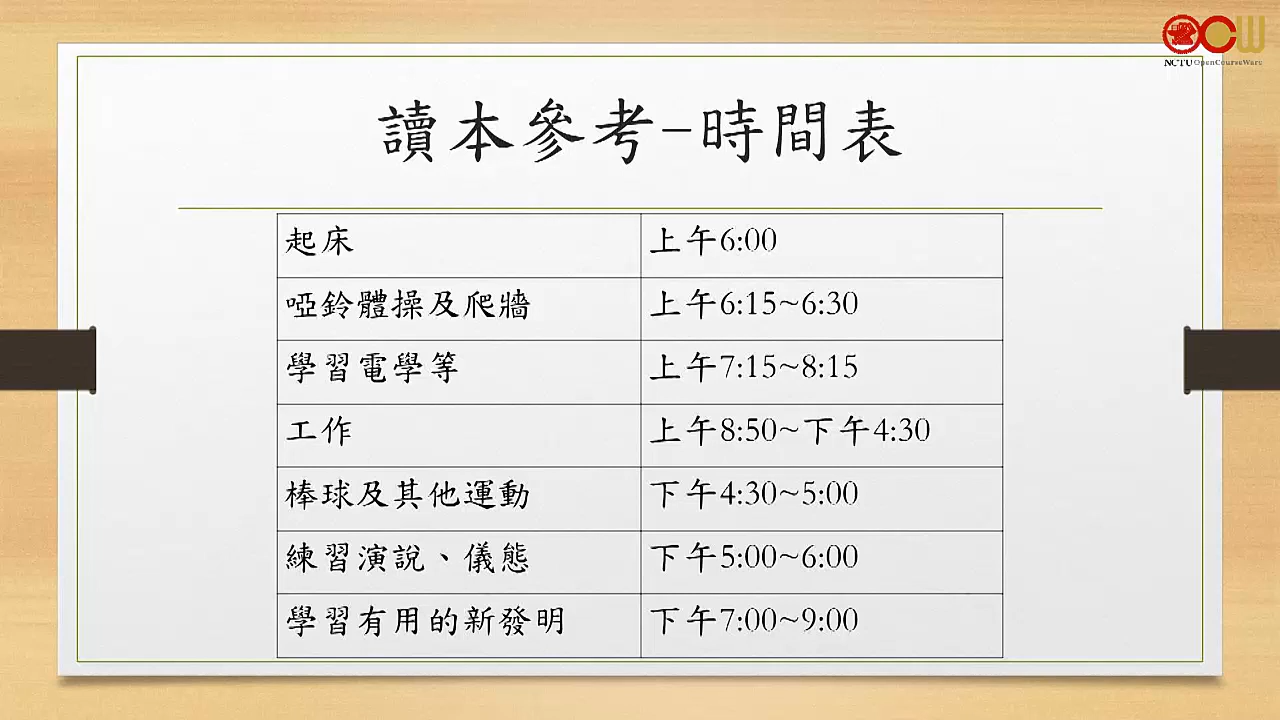 OCW
NCTU OpenCourseWare
讀本參考-時間表
起床 上午6:00
啞鈴體操及爬牆 上午6:15~6:30
學習電學等 上午7:15~8:15
工作 上午8:50~下午4:30
棒球及其他運動 下午4:30~5:00
練習演說、儀態 下午5:00~6:00
學習有用的新發明 下午7:00~9:00